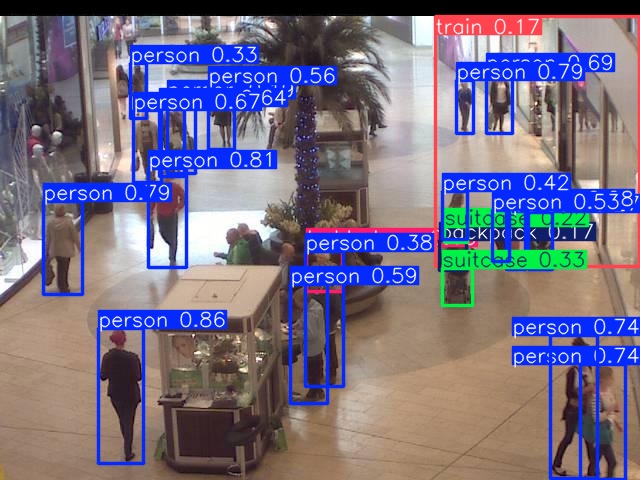 train 0.17
person 0.33
person 0.69
person 0.79
person 0.56
person 0.67
64
person 0.81
person 0.42
person 0.79
person 0.53
suitcase 0.22
backpack 0.17
person 0.38
suitcase 0.33
person 0.59
person 0.86
person 0.74
person 0.74